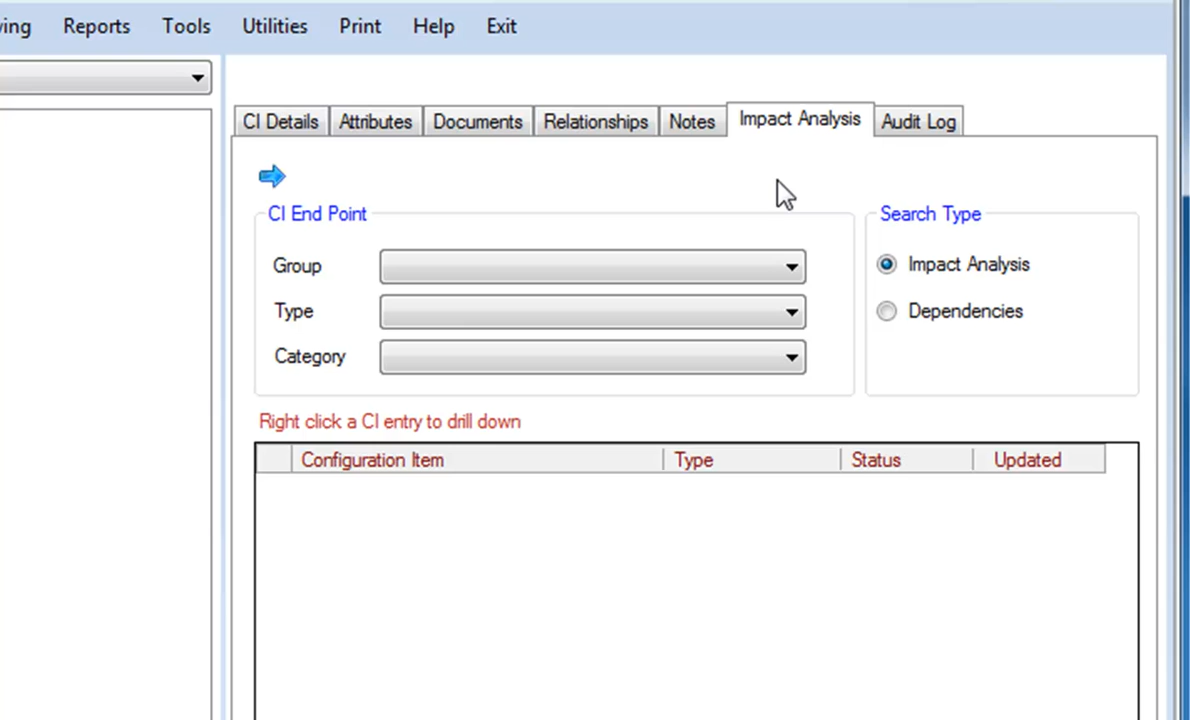 Reports Tools Utilities Print Help Exit
CI Details Attributes Documents Relationships Notes Impact Analysis Audit Log
CI End Point
Search Type
Group
Impact Analysis
Type
Dependencies
Category
Right click a CI entry to drill down
Configuration Item Type Status Updated